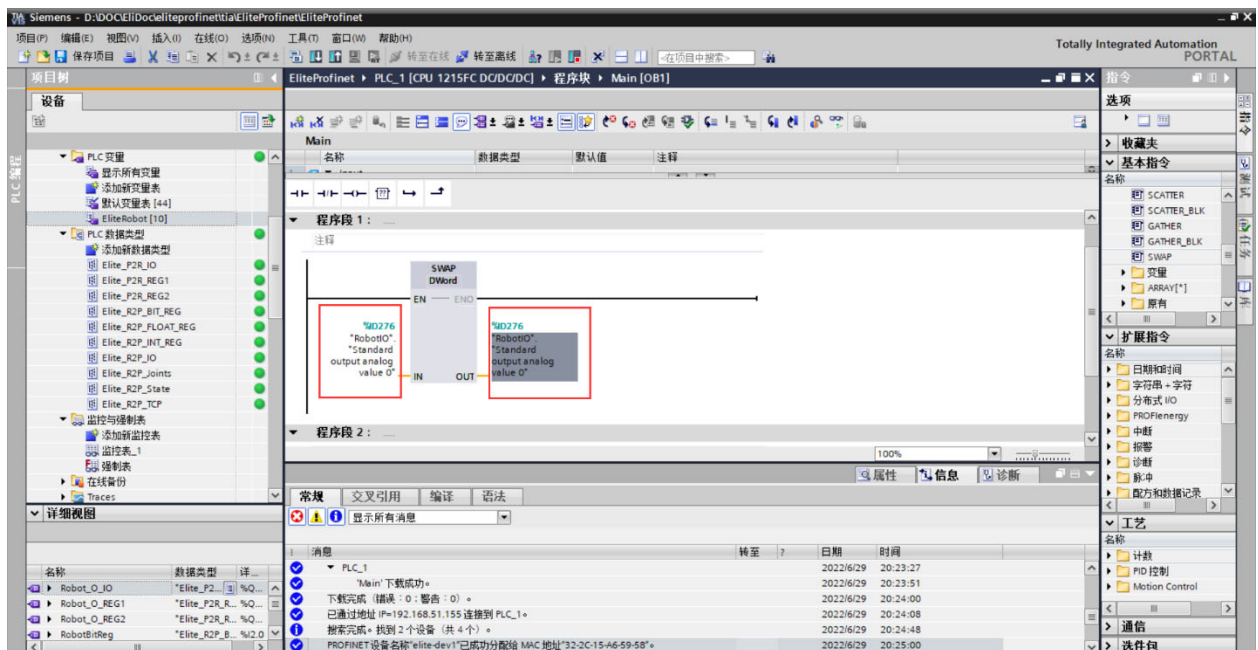 Siemens - D:\DOC\EliDoc\eliteprofinet\tia\EliteProfinet\EliteProfinet
项目(P) 编辑(E) 视图(V) 插入(I) 在线(O) 选项(N) 工具(T) 窗口(W) 帮助(H)
Totally Integrated Automation
PORTAL
保存项目 转至在线 转至离线 <在项目中搜索>
项目树
EliteProfinet PLC_1 [CPU 1215FC DC/DC/DC] 程序块 Main [OB1]
指令
设备
选项
PLC 编程
PLC 变量
显示所有变量
添加新变量表
默认变量表 [44]
EliteRobot [10]
PLC 数据类型
添加新数据类型
Elite_P2R_IO
Elite_P2R_REG1
Elite_P2R_REG2
Elite_R2P_BIT_REG
Elite_R2P_FLOAT_REG
Elite_R2P_INT_REG
Elite_R2P_IO
Elite_R2P_Joints
Elite_R2P_State
Elite_R2P_TCP
监控与强制表
添加新监控表
监控表_1
强制表
在线备份
Traces
详细视图
名称 数据类型 详...
Robot_O_IO "Elite_P2... %Q...
Robot_O_REG1 "Elite_P2R_R... %Q...
Robot_O_REG2 "Elite_P2R_R... %Q...
RobotBitReg "Elite_R2P_B... %I2.0
Main
名称 数据类型 默认值 注释
程序段 1：
注释
SWAP
DWord
EN ENO
%ID276
"RobotIO".
"Standard
output analog
value 0"
IN
OUT
%ID276
"RobotIO".
"Standard
output analog
value 0"
程序段 2：
100%
属性 信息 诊断
常规 交叉引用 编译 语法
显示所有消息
消息 转至 ? 日期 时间
PLC_1 2022/6/29 20:23:27
'Main' 下载成功。 2022/6/29 20:23:51
下载完成（错误：0；警告：0）。 2022/6/29 20:24:00
已通过地址 IP=192.168.51.155 连接到 PLC_1。 2022/6/29 20:24:08
搜索完成。找到 2 个设备（共 4 个）。 2022/6/29 20:24:48
PROFINET 设备名称"elite-dev1"已成功分配给 MAC 地址"32-2C-15-A6-59-58"。 2022/6/29 20:25:00
收藏夹
基本指令
名称
SCATTER
SCATTER_BLK
GATHER
GATHER_BLK
SWAP
变量
ARRAY[*]
原有
扩展指令
名称
日期和时间
字符串 + 字符
分布式 I/O
PROFIenergy
中断
报警
诊断
脉冲
配方和数据记录
工艺
名称
计数
PID 控制
Motion Control
通信
选件包